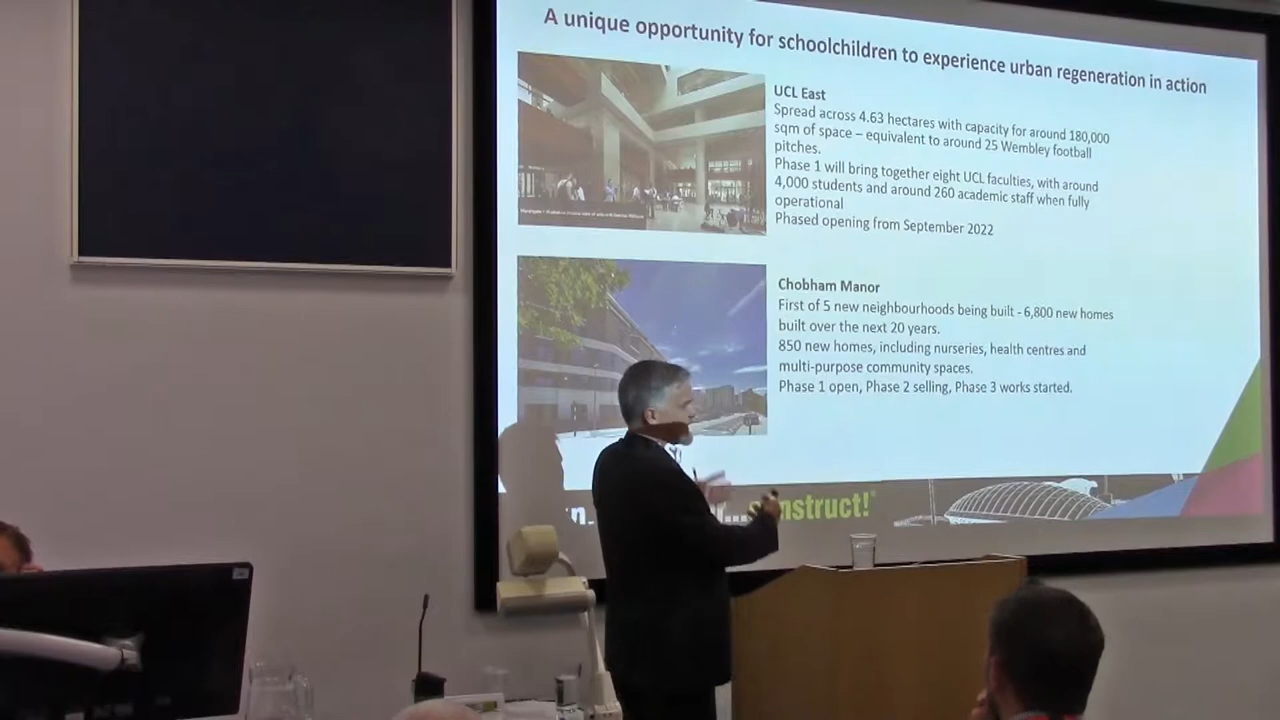 A unique opportunity for schoolchildren to experience urban regeneration in action
UCL East
Spread across 4.63 hectares with capacity for around 180,000
sqm of space – equivalent to around 25 Wembley football
pitches.
Phase 1 will bring together eight UCL faculties, with around
4,000 students and around 260 academic staff when fully
operational
Phased opening from September 2022
Chobham Manor
First of 5 new neighbourhoods being built - 6,800 new homes
built over the next 20 years.
850 new homes, including nurseries, health centres and
multi-purpose community spaces.
Phase 1 open, Phase 2 selling, Phase 3 works started.
...construct!